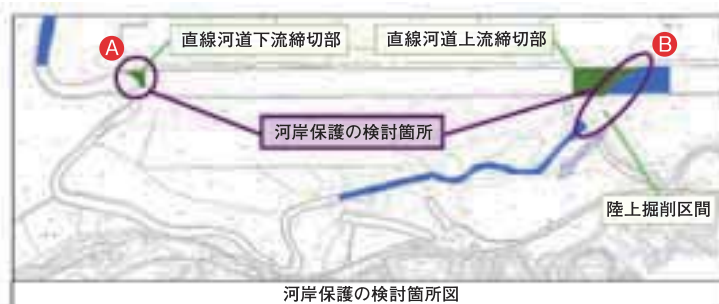 A
直線河道下流締切部
直線河道上流締切部
B
河岸保護の検討箇所
陸上掘削区間
河岸保護の検討箇所図